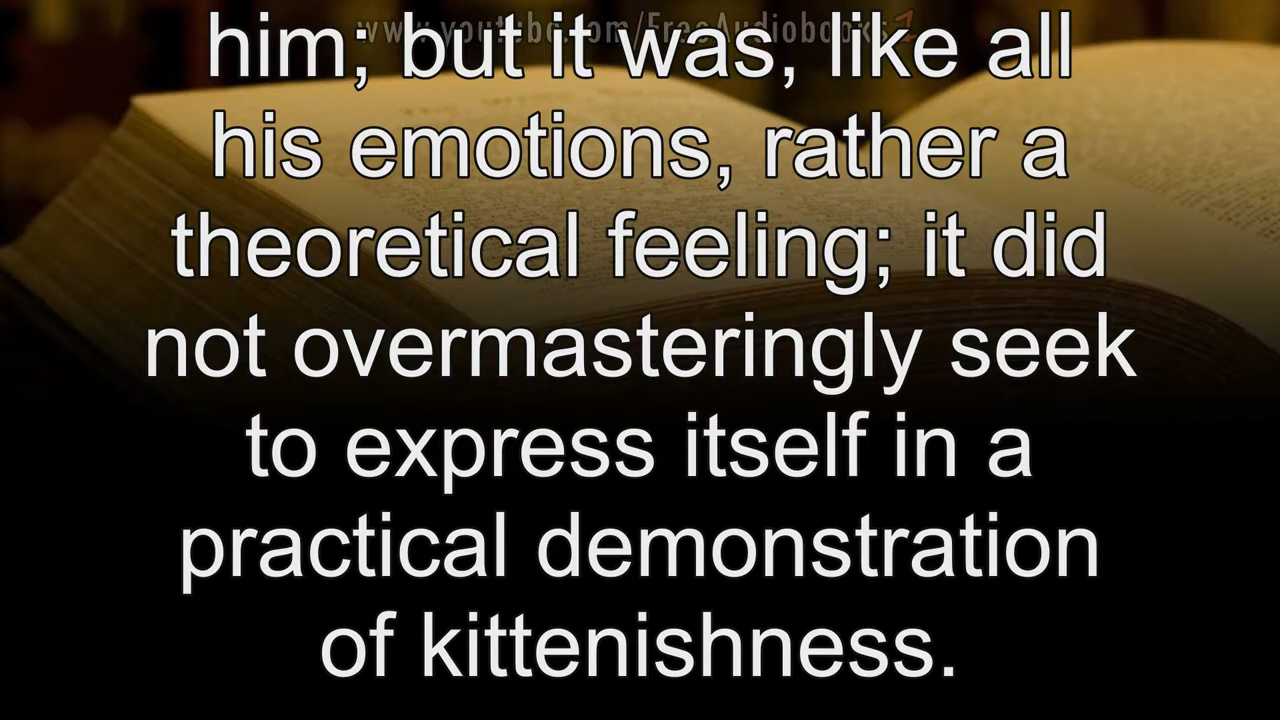 www.youtube.com/FreeAudiobooks1
him; but it was, like all
his emotions, rather a
theoretical feeling; it did
not overmasteringly seek
to express itself in a
practical demonstration
of kittenishness.